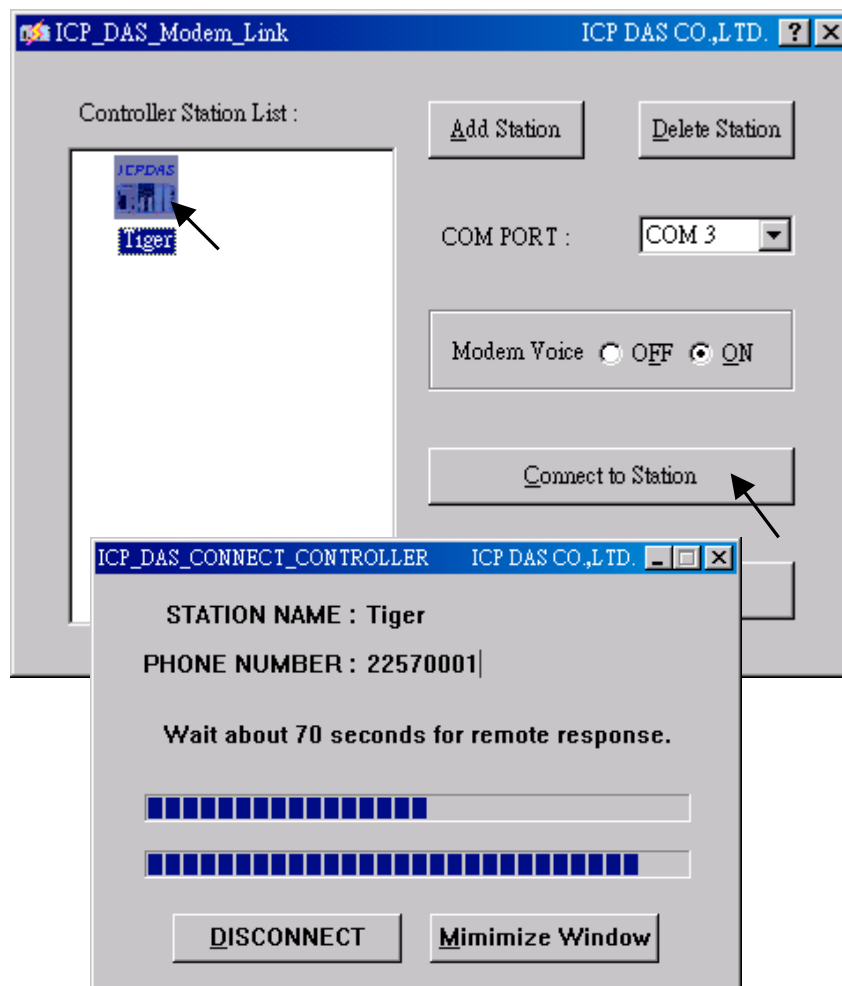 ICP_DAS_Modem_Link ICP DAS CO.,LTD.
Controller Station List :
Add Station
Delete Station
ICPDAS
Tiger
COM PORT :
COM 3
Modem Voice OFF ON
Connect to Station
ICP_DAS_CONNECT_CONTROLLER ICP DAS CO.,LTD.
STATION NAME : Tiger
PHONE NUMBER : 22570001
Wait about 70 seconds for remote response.
DISCONNECT
Mimimize Window